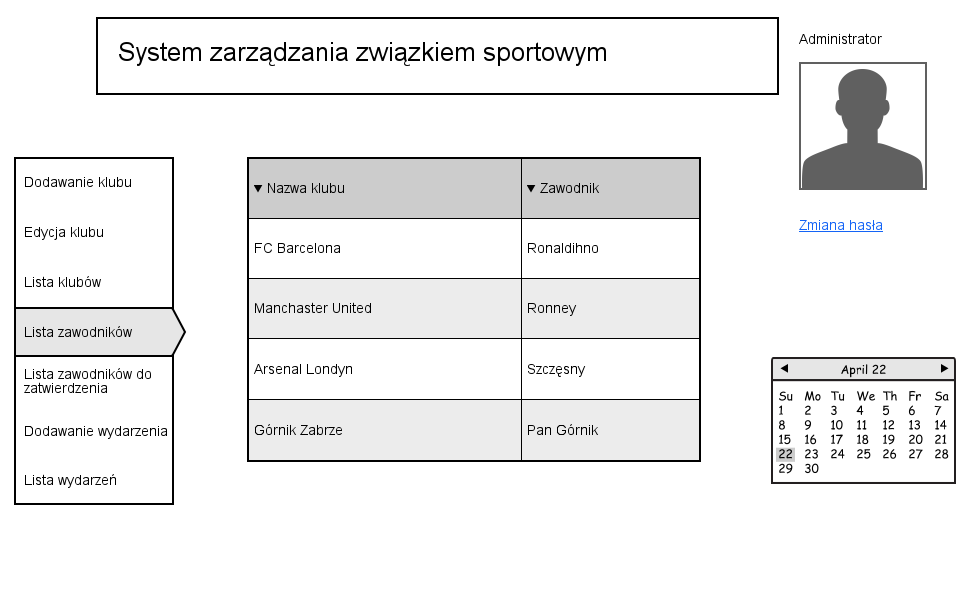 System zarządzania związkiem sportowym
Administrator
Zmiana hasła
Dodawanie klubu
Edycja klubu
Lista klubów
Lista zawodników
Lista zawodników do
zatwierdzenia
Dodawanie wydarzenia
Lista wydarzeń
Nazwa klubu Zawodnik
FC Barcelona Ronaldihno
Manchaster United Ronney
Arsenal Londyn Szczęsny
Górnik Zabrze Pan Górnik
April 22
Su Mo Tu We Th Fr Sa
1 2 3 4 5 6 7
8 9 10 11 12 13 14
15 16 17 18 19 20 21
22 23 24 25 26 27 28
29 30